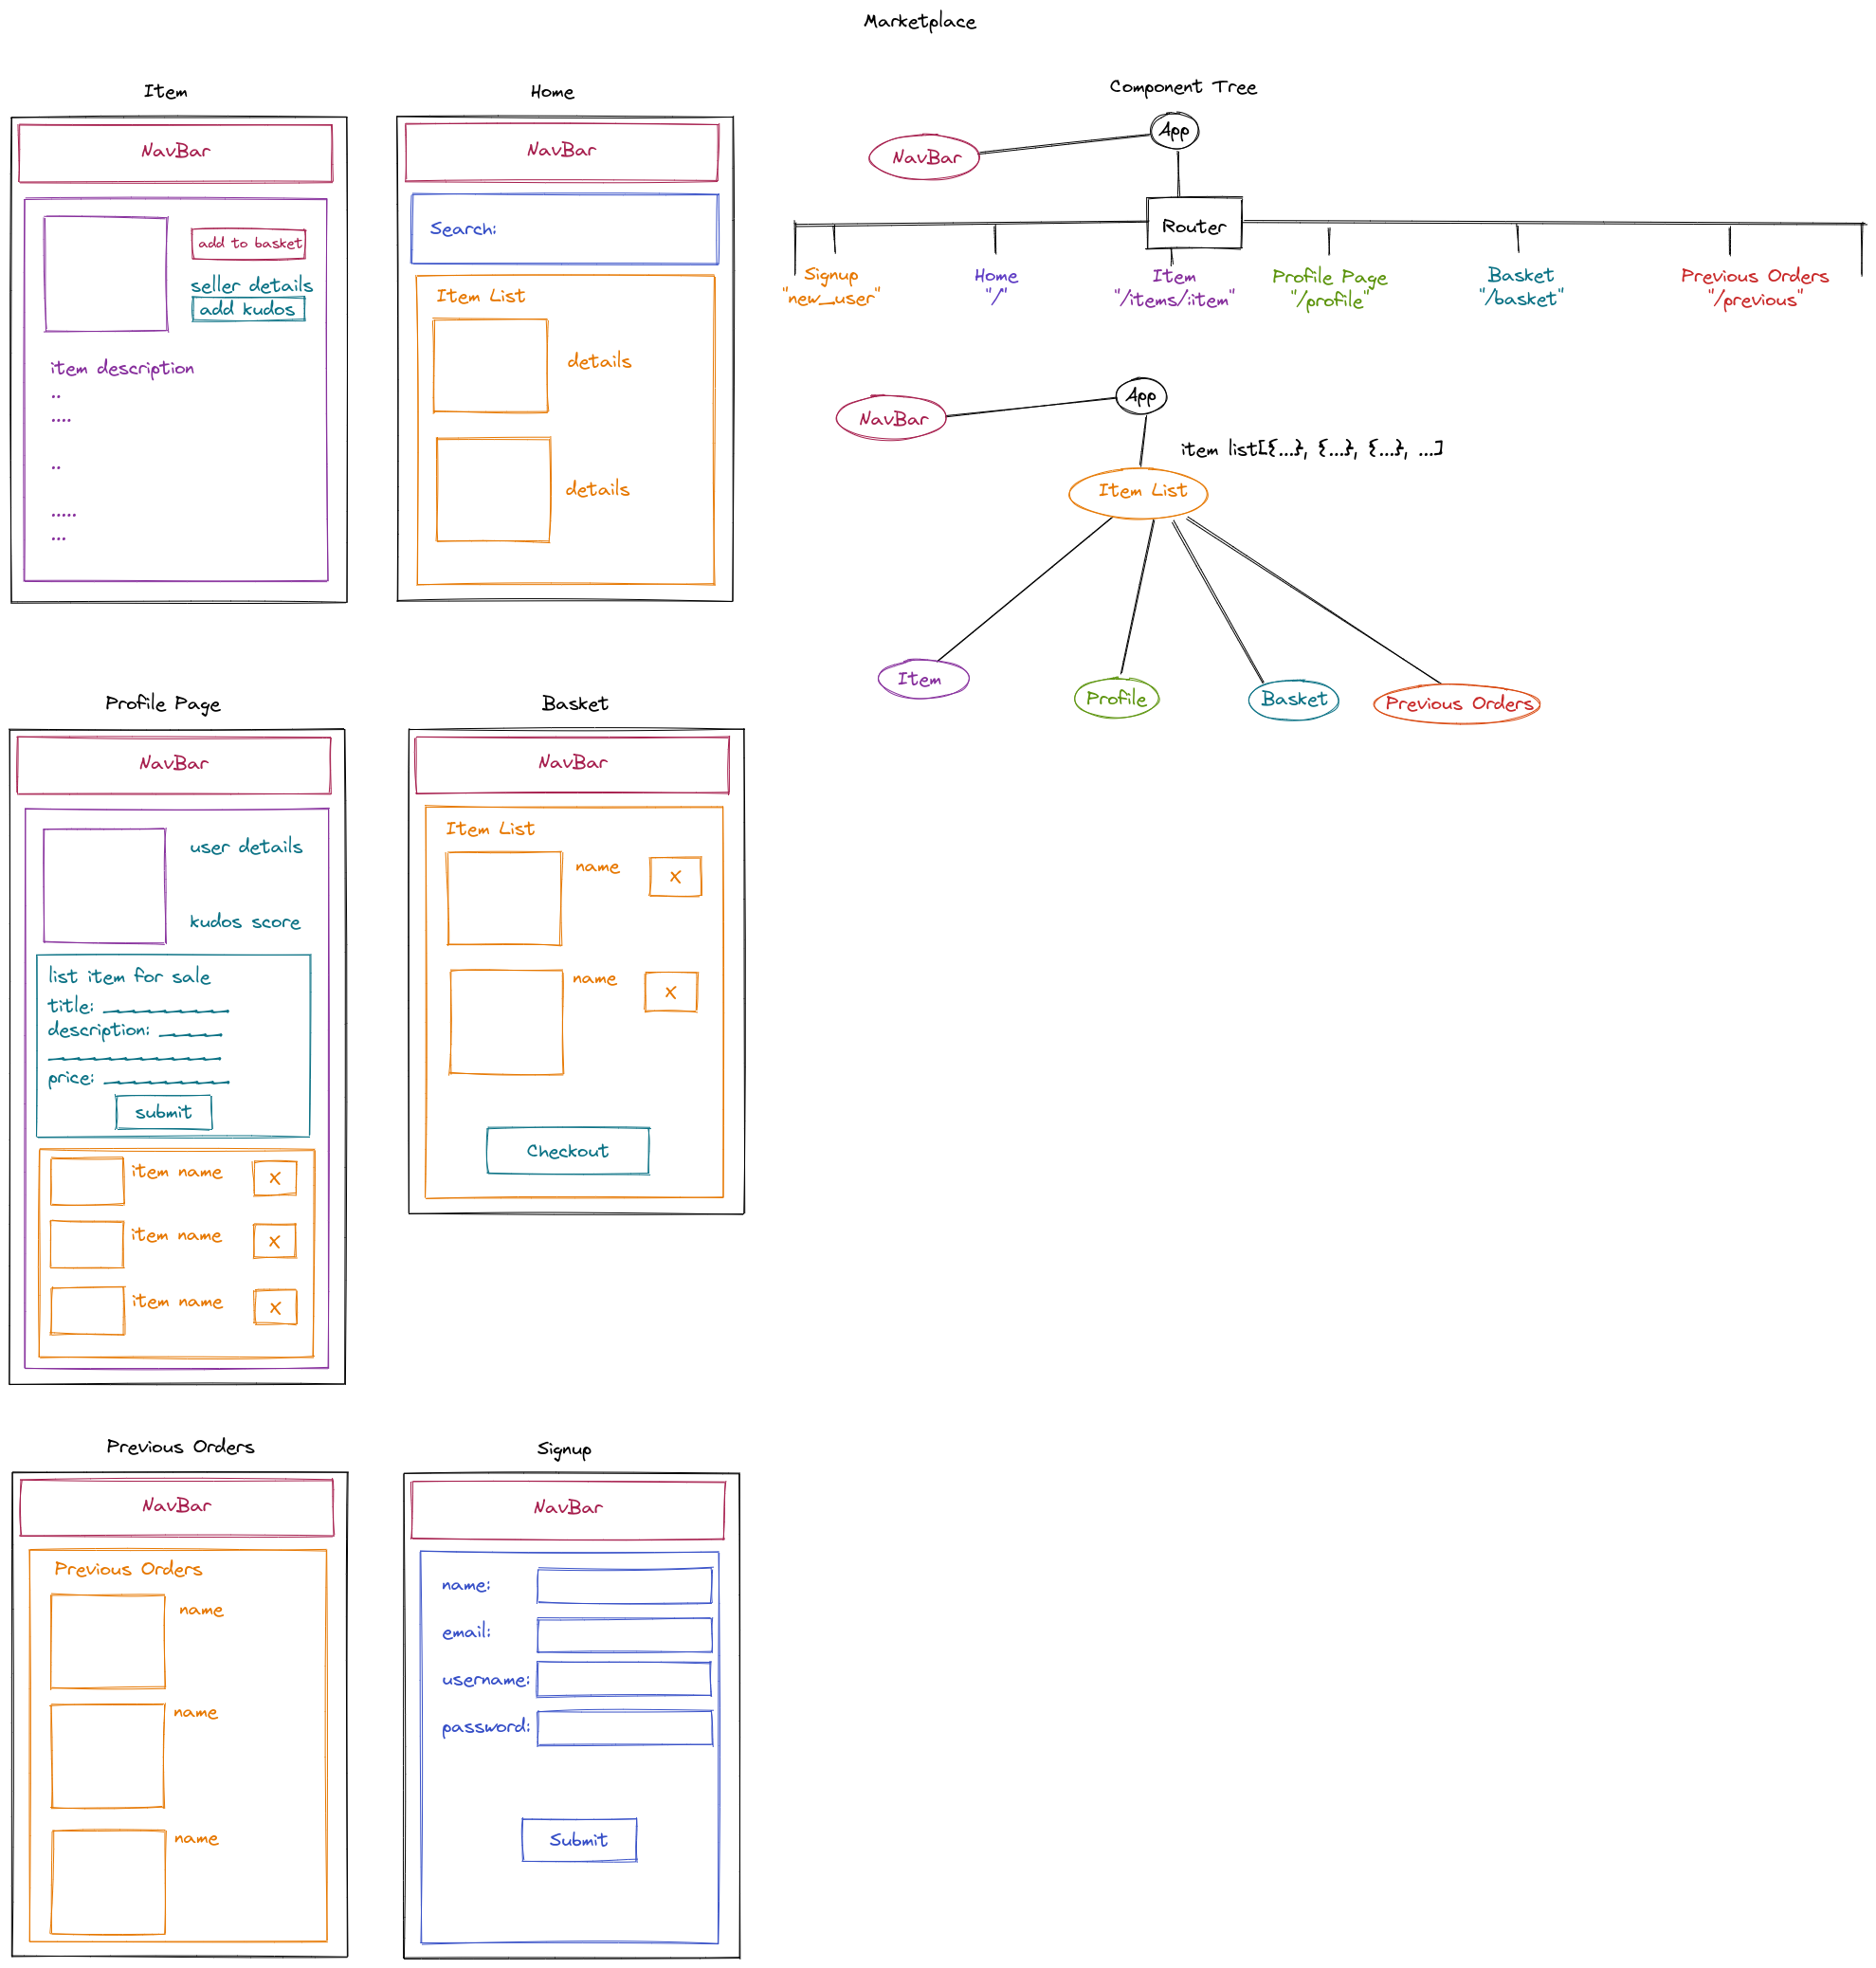 Marketplace
Item
NavBar
add to basket
seller details
add kudos
item description
..
....
..
.....
...
Home
NavBar
Search:
Item List
details
details
Component Tree
App
NavBar
Router
Signup
"new_user"
Home
"/"
Item
"/items/:item"
Profile Page
"/profile"
Basket
"/basket"
Previous Orders
"/previous"
App
NavBar
item list[{...}, {...}, {...}, ...]
Item List
Item
Profile
Basket
Previous Orders
Profile Page
NavBar
user details
kudos score
list item for sale
title: _________
description: ____
___________
price: _________
submit
item name
X
item name
X
item name
X
Basket
NavBar
Item List
name
X
name
X
Checkout
Previous Orders
NavBar
Previous Orders
name
name
name
Signup
NavBar
name:
email:
username:
password:
Submit